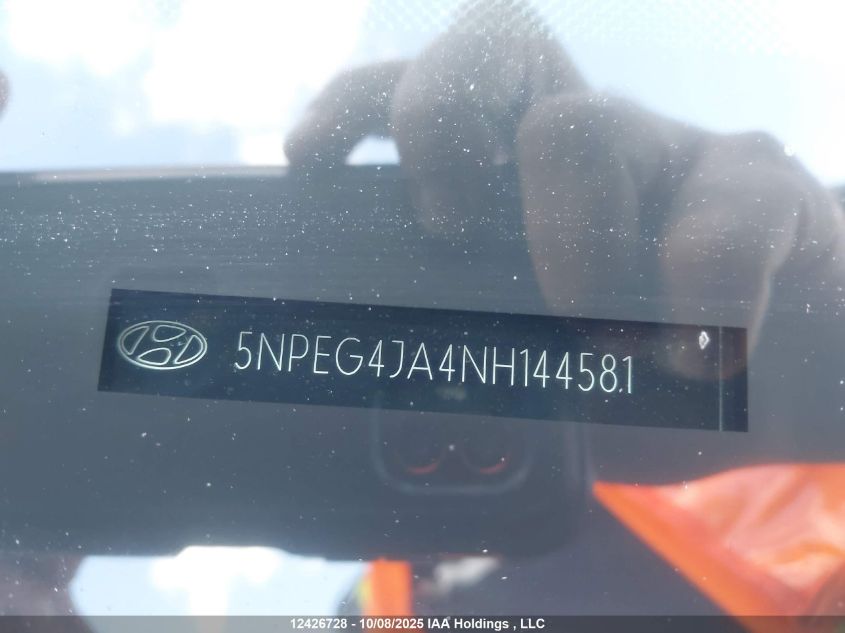 5NPEG4JA4NH144581
12426728 - 10/08/2025 IAA Holdings , LLC